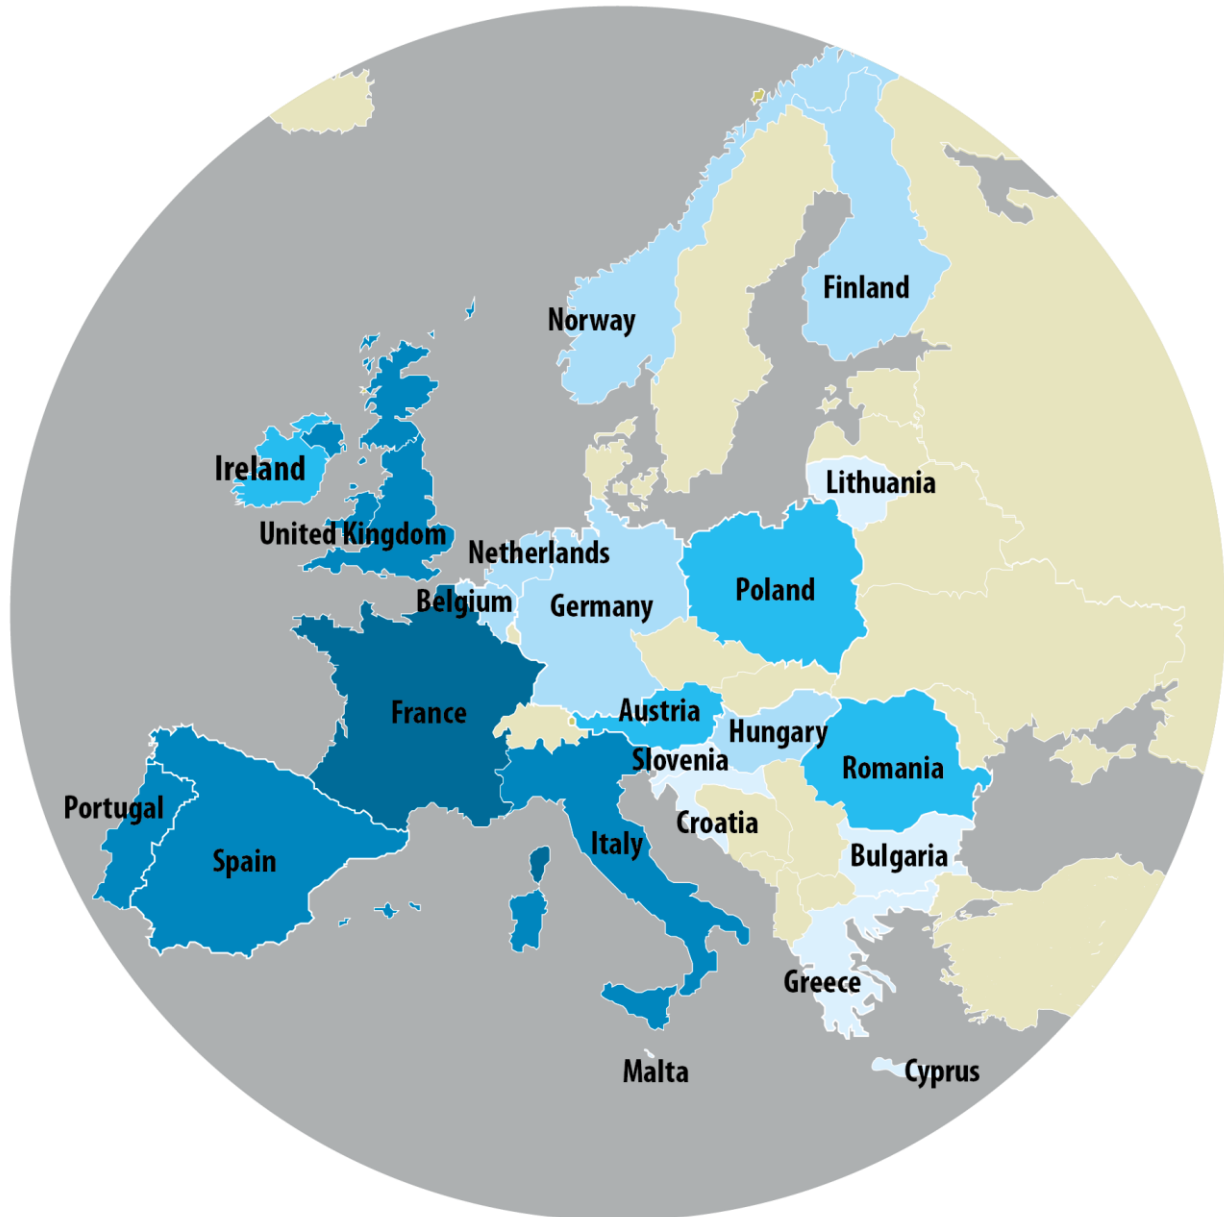 Finland
Norway
Ireland
Lithuania
United Kingdom
Netherlands
Poland
Belgium
Germany
France
Austria
Hungary
Slovenia
Romania
Portugal
Croatia
Italy
Spain
Bulgaria
Greece
Malta
Cyprus